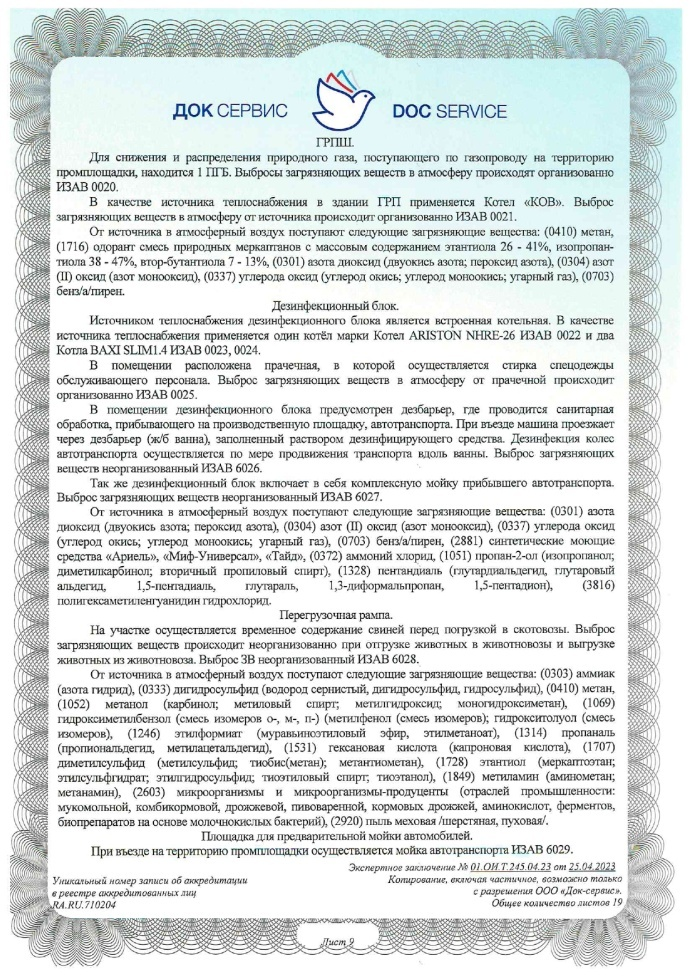 ДОК СЕРВИС DOC SERVICE
ГРПШ.
Для снижения и распределения природного газа, поступающего по газопроводу на территорию
промплощадки, находится 1 ПГБ. Выбросы загрязняющих веществ в атмосферу происходят организованно
ИЗАВ 0020.
В качестве источника теплоснабжения в здании ГРП применяется Котел «КОВ». Выброс
загрязняющих веществ в атмосферу от источника происходит организованно ИЗАВ 0021.
От источника в атмосферный воздух поступают следующие загрязняющие вещества: (0410) метан,
(1716) одорант смесь природных меркаптанов с массовым содержанием этантиола 26 - 41%, изопропан-
тиола 38 - 47%, втор-бутантиола 7 - 13%, (0301) азота диоксид (двуокись азота; пероксид азота), (0304) азот
(II) оксид (азот монооксид), (0337) углерода оксид (углерод окись; углерод моноокись; угарный газ), (0703)
бенз/а/пирен.
Дезинфекционный блок.
Источником теплоснабжения дезинфекционного блока является встроенная котельная. В качестве
источника теплоснабжения применяется один котёл марки Котел ARISTON NHRE-26 ИЗАВ 0022 и два
Котла BAXI SLIM1.4 ИЗАВ 0023, 0024.
В помещении расположена прачечная, в которой осуществляется стирка спецодежды
обслуживающего персонала. Выброс загрязняющих веществ в атмосферу от прачечной происходит
организованно ИЗАВ 0025.
В помещении дезинфекционного блока предусмотрен дезбарьер, где проводится санитарная
обработка, прибывающего на производственную площадку, автотранспорта. При въезде машина проезжает
через дезбарьер (ж/б ванна), заполненный раствором дезинфицирующего средства. Дезинфекция колес
автотранспорта осуществляется по мере продвижения транспорта вдоль ванны. Выброс загрязняющих
веществ неорганизованный ИЗАВ 6026.
Так же дезинфекционный блок включает в себя комплексную мойку прибывшего автотранспорта.
Выброс загрязняющих веществ неорганизованный ИЗАВ 6027.
От источника в атмосферный воздух поступают следующие загрязняющие вещества: (0301) азота
диоксид (двуокись азота; пероксид азота), (0304) азот (II) оксид (азот монооксид), (0337) углерода оксид
(углерод окись; углерод моноокись; угарный газ), (0703) бенз/а/пирен, (2881) синтетические моющие
средства «Ариель», «Миф-Универсал», «Тайд», (0372) аммоний хлорид, (1051) пропан-2-ол (изопропанол;
диметилкарбинол; вторичный пропиловый спирт), (1328) пентандиаль (глутардиальдегид, глутаровый
альдегид, 1,5-пентадиаль, глутараль, 1,3-диформальпропан, 1,5-пентадион), (3816)
полигексаметиленгуанидин гидрохлорид.
Перегрузочная рампа.
На участке осуществляется временное содержание свиней перед погрузкой в скотовозы. Выброс
загрязняющих веществ происходит неорганизованно при отгрузке животных в животновозы и выгрузке
животных из животновоза. Выброс ЗВ неорганизованный ИЗАВ 6028.
От источника в атмосферный воздух поступают следующие загрязняющие вещества: (0303) аммиак
(азота гидрид), (0333) дигидросульфид (водород сернистый, дигидросульфид, гидросульфид), (0410) метан,
(1052) метанол (карбинол; метиловый спирт; метилгидроксид; моногидроксиметан), (1069)
гидроксиметилбензол (смесь изомеров о-, м-, п-) (метилфенол (смесь изомеров); гидрокситолуол (смесь
изомеров), (1246) этилформиат (муравьиноэтиловый эфир, этилметаноат), (1314) пропаналь
(пропиональдегид, метилацетальдегид), (1531) гексановая кислота (капроновая кислота), (1707)
диметилсульфид (метилсульфид; тиобис(метан); метантиометан), (1728) этантиол (меркаптоэтан;
этилсульфгидрат; этилгидросульфид; тиоэтиловый спирт; тиоэтанол), (1849) метиламин (аминометан;
метанамин), (2603) микроорганизмы и микроорганизмы-продуценты (отраслей промышленности:
мукомольной, комбикормовой, дрожжевой, пивоваренной, кормовых дрожжей, аминокислот, ферментов,
биопрепаратов на основе молочнокислых бактерий), (2920) пыль меховая /шерстяная, пуховая/.
Площадка для предварительной мойки автомобилей.
При въезде на территорию промплощадки осуществляется мойка автотранспорта ИЗАВ 6029.
Экспертное заключение № 01.ОИ.Т.245.04.23 от 25.04.2023
Уникальный номер записи об аккредитации Копирование, включая частичное, возможно только
в реестре аккредитованных лиц с разрешения ООО «Док-сервис».
RA.RU.710204 Общее количество листов 19
Лист 9